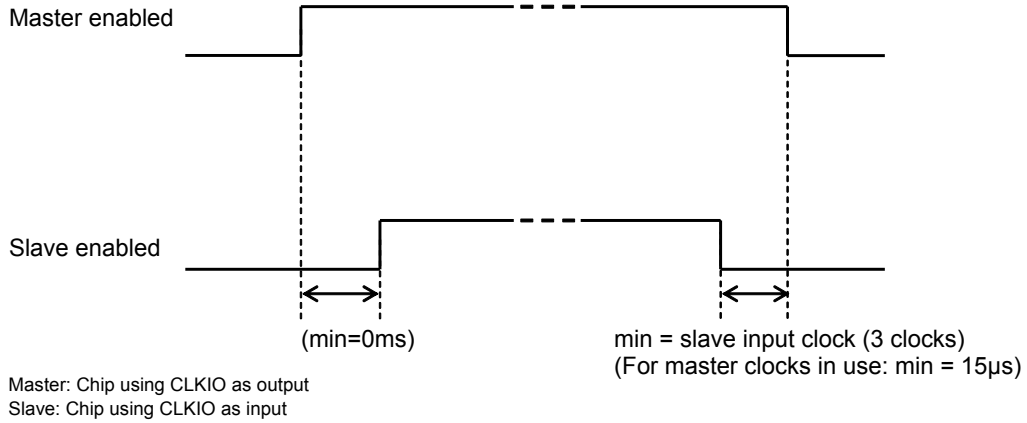 Master enabled
Slave enabled
(min=0ms)
min = slave input clock (3 clocks)
(For master clocks in use: min = 15µs)
Master: Chip using CLKIO as output
Slave: Chip using CLKIO as input